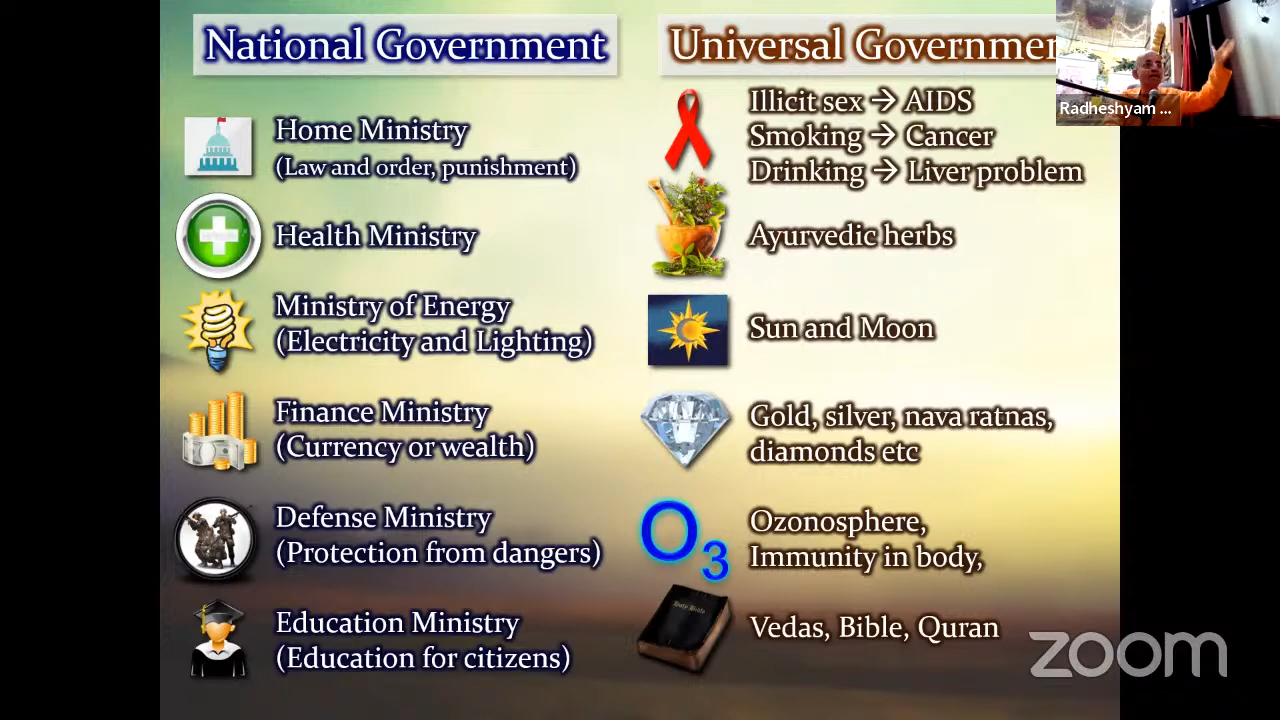 National Government
Universal Governmen
Radheshyam ...
Home Ministry
(Law and order, punishment)
Illicit sex → AIDS
Smoking → Cancer
Drinking → Liver problem
Health Ministry
Ayurvedic herbs
Ministry of Energy
(Electricity and Lighting)
Sun and Moon
Finance Ministry
(Currency or wealth)
Gold, silver, nava ratnas,
diamonds etc
Defense Ministry
(Protection from dangers)
O3
Ozonosphere,
Immunity in body,
Education Ministry
(Education for citizens)
Holy Bible
Vedas, Bible, Quran
zoom